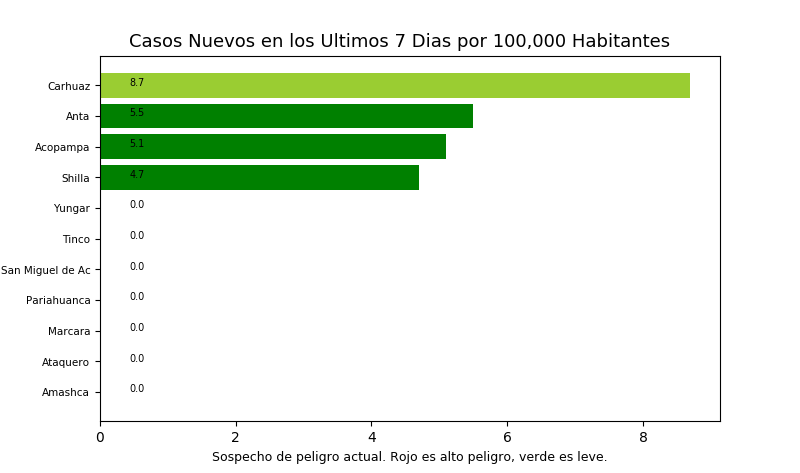 Casos Nuevos en los Ultimos 7 Dias por 100,000 Habitantes
Carhuaz 8.7
Anta 5.5
Acopampa 5.1
Shilla 4.7
Yungar 0.0
Tinco 0.0
San Miguel de Ac 0.0
Pariahuanca 0.0
Marcara 0.0
Ataquero 0.0
Amashca 0.0
0 2 4 6 8
Sospecho de peligro actual. Rojo es alto peligro, verde es leve.